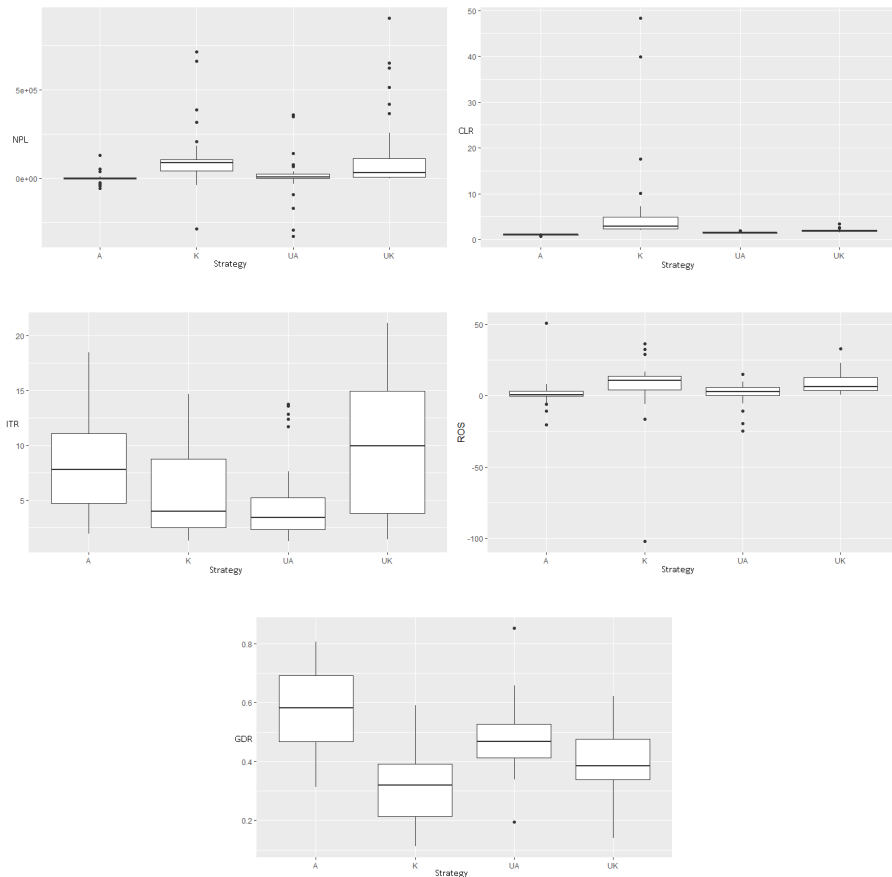 5e+05
NPL
0e+00
A K UA UK
Strategy
50
40
30
CLR
20
10
0
A K UA UK
Strategy
20
15
ITR
10
5
A K UA UK
Strategy
50
0
ROS
-50
-100
A K UA UK
Strategy
0.8
0.6
GDR
0.4
0.2
A K UA UK
Strategy